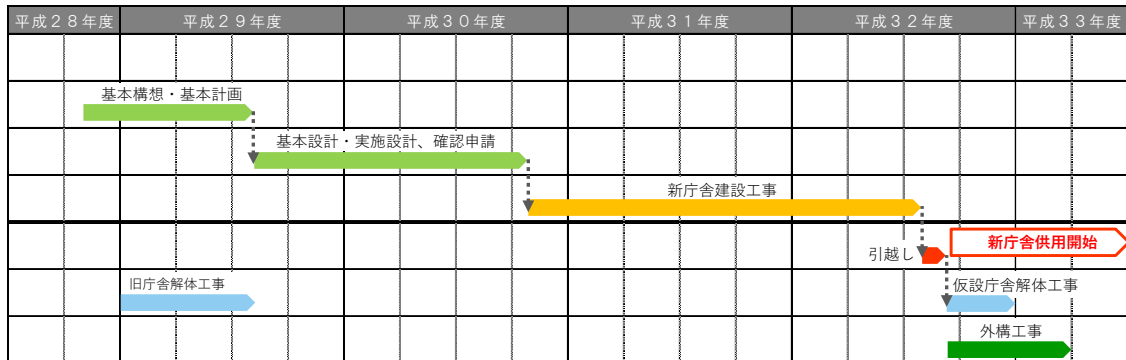 平成２８年度 平成２９年度 平成３０年度 平成３１年度 平成３２年度 平成３３年度
基本構想・基本計画
基本設計・実施設計、確認申請
新庁舎建設工事
引越し 新庁舎供用開始
旧庁舎解体工事 仮設庁舎解体工事
外構工事